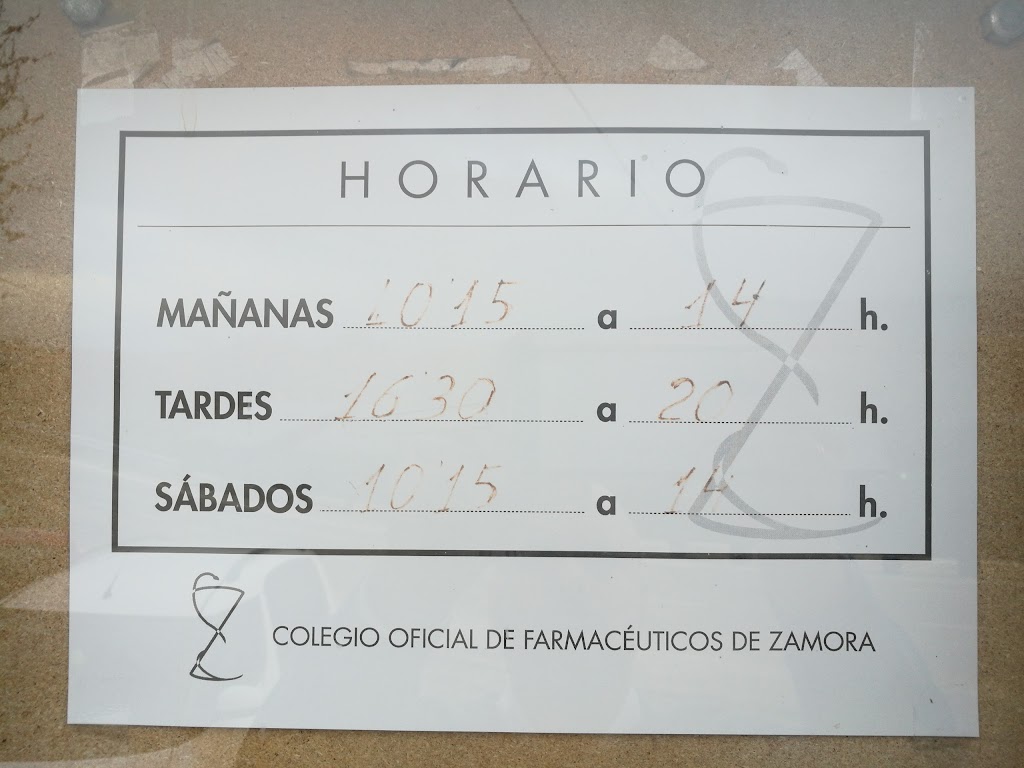 HORARIO
MAÑANAS 10'15 a 14 h.
TARDES 16'30 a 20 h.
SÁBADOS 10'15 a 14 h.
COLEGIO OFICIAL DE FARMACÉUTICOS DE ZAMORA